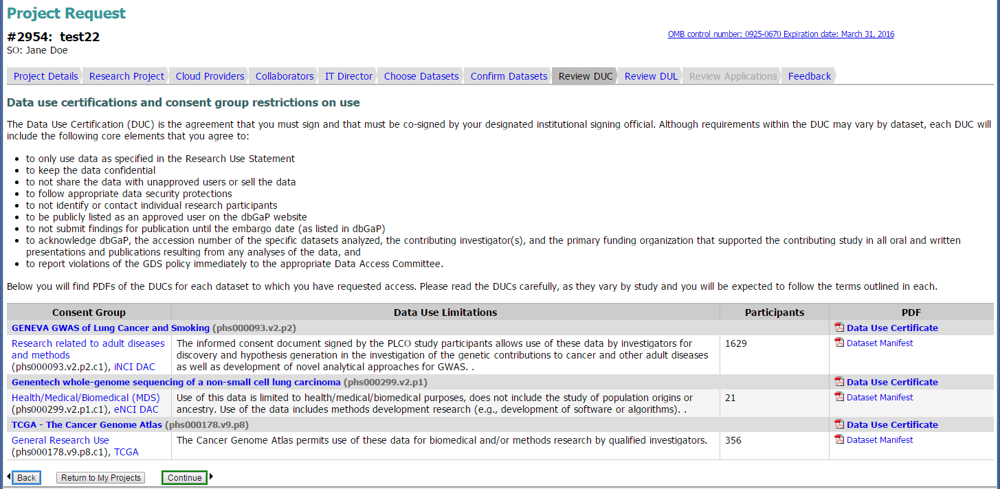 Project Request
#2954:  test22
OMB control number: 0925-0670 Expiration date: March 31, 2016
SO: Jane Doe
Project Details Research Project Cloud Providers Collaborators IT Director Choose Datasets Confirm Datasets Review DUC Review DUL Review Applications Feedback
Data use certifications and consent group restrictions on use
The Data Use Certification (DUC) is the agreement that you must sign and that must be co-signed by your designated institutional signing official. Although requirements within the DUC may vary by dataset, each DUC will
include the following core elements that you agree to:
• to only use data as specified in the Research Use Statement
• to keep the data confidential
• to not share the data with unapproved users or sell the data
• to follow appropriate data security protections
• to not identify or contact individual research participants
• to be publicly listed as an approved user on the dbGaP website
• to not submit findings for publication until the embargo date (as listed in dbGaP)
• to acknowledge dbGaP, the accession number of the specific datasets analyzed, the contributing investigator(s), and the primary funding organization that supported the contributing study in all oral and written
presentations and publications resulting from any analyses of the data, and
• to report violations of the GDS policy immediately to the appropriate Data Access Committee.
Below you will find PDFs of the DUCs for each dataset to which you have requested access. Please read the DUCs carefully, as they vary by study and you will be expected to follow the terms outlined in each.
Consent Group Data Use Limitations Participants PDF
GENEVA GWAS of Lung Cancer and Smoking (phs000093.v2.p2) Data Use Certificate
Research related to adult diseases The informed consent document signed by the PLCO study participants allows use of these data by investigators for 1629 Dataset Manifest
and methods discovery and hypothesis generation in the investigation of the genetic contributions to cancer and other adult diseases
(phs000093.v2.p2.c1), iNCI DAC as well as development of novel analytical approaches for GWAS. .
Genentech whole-genome sequencing of a non-small cell lung carcinoma (phs000299.v2.p1) Data Use Certificate
Health/Medical/Biomedical (MDS) Use of this data is limited to health/medical/biomedical purposes, does not include the study of population origins or 21 Dataset Manifest
(phs000299.v2.p1.c1), eNCI DAC ancestry. Use of the data includes methods development research (e.g., development of software or algorithms). .
TCGA - The Cancer Genome Atlas (phs000178.v9.p8) Data Use Certificate
General Research Use The Cancer Genome Atlas permits use of these data for biomedical and/or methods research by qualified investigators. 356 Dataset Manifest
(phs000178.v9.p8.c1), TCGA
Back Return to My Projects Continue